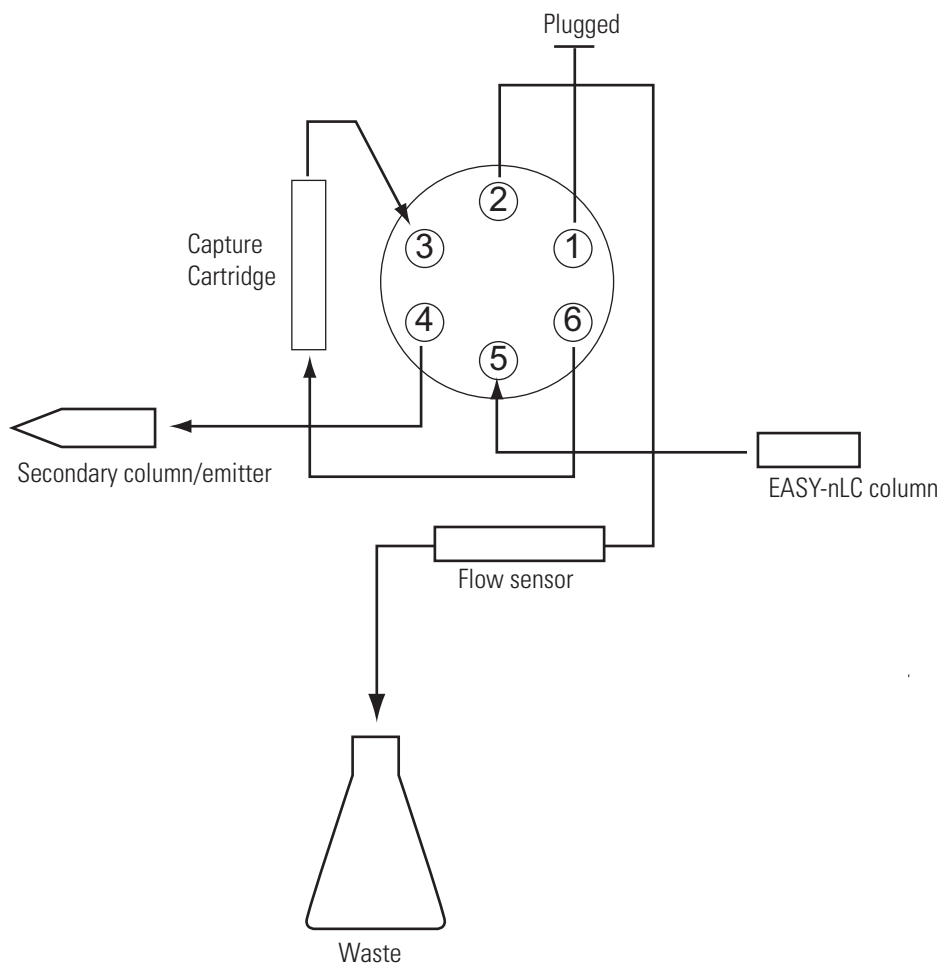 Plugged
2
3
1
Capture
Cartridge
4
6
5
Secondary column/emitter
EASY-nLC column
Flow sensor
Waste